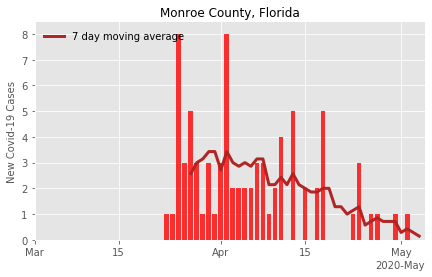 Monroe County, Florida
7 day moving average
New Covid-19 Cases
8
7
6
5
4
3
2
1
0
Mar 15 Apr 15 May
2020-May